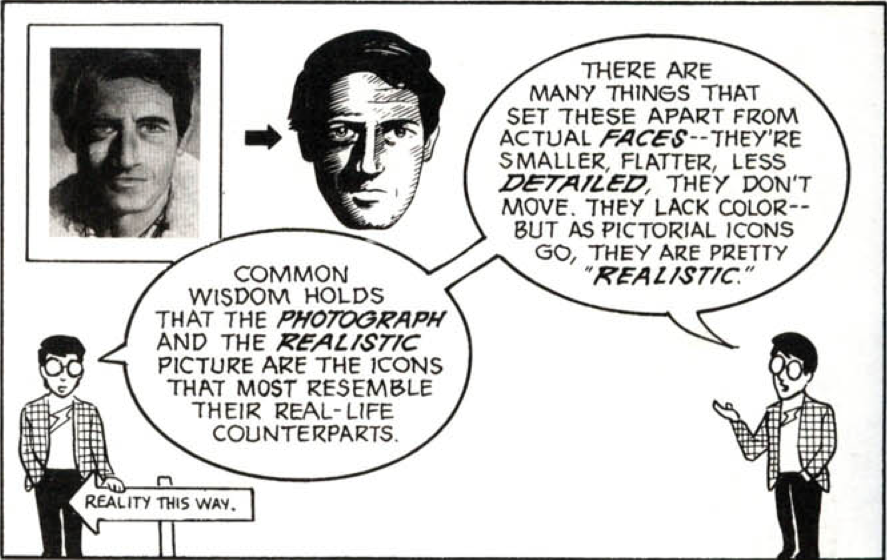 COMMON
WISDOM HOLDS
THAT THE PHOTOGRAPH
AND THE REALISTIC
PICTURE ARE THE ICONS
THAT MOST RESEMBLE
THEIR REAL-LIFE
COUNTERPARTS.
THERE ARE
MANY THINGS THAT
SET THESE APART FROM
ACTUAL FACES--THEY'RE
SMALLER, FLATTER, LESS
DETAILED, THEY DON'T
MOVE. THEY LACK COLOR--
BUT AS PICTORIAL ICONS
GO, THEY ARE PRETTY
"REALISTIC."
REALITY THIS WAY.